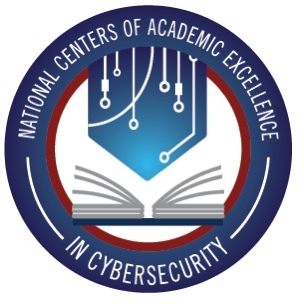 NATIONAL CENTERS OF ACADEMIC EXCELLENCE
IN CYBERSECURITY